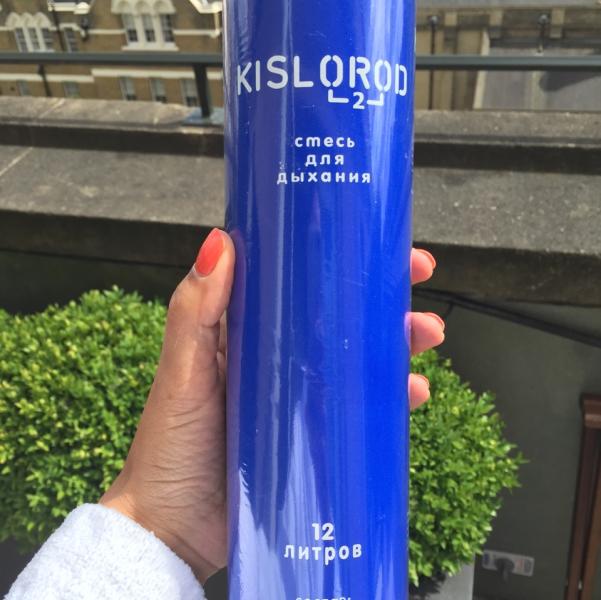 KISLOROD
2
смесь
для
дыхания
12
литров